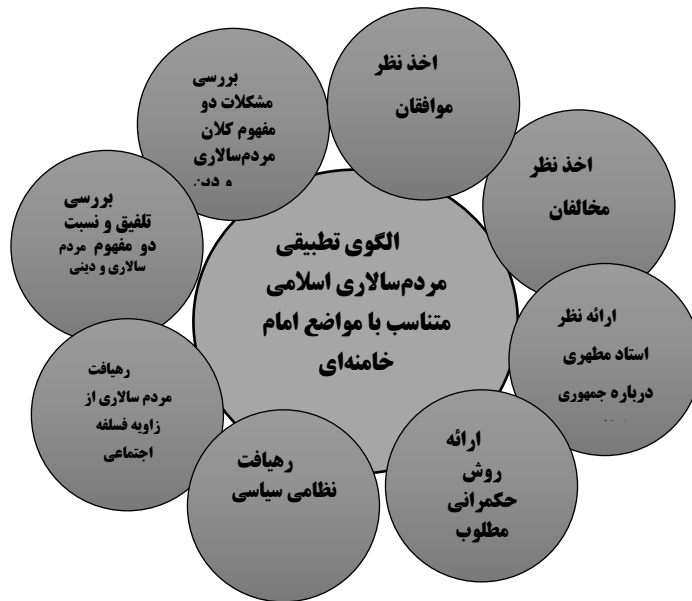 اخذ نظر
موافقان
اخذ نظر
مخالفان
ارائه نظر
استاد مطهری
درباره جمهوری
ارائه
روش
حکمرانی
مطلوب
رهیافت
نظامی سیاسی
رهیافت
مردم سالاری از
زاویه فسلفه
اجتماعی
بررسی
تلفیق و نسبت
دو مفهوم مردم
سالاری و دینی
بررسی
مشکلات دو
مفهوم کلان
مردم‌سالاری
و دین
الگوی تطبیقی
مردم‌سالاری اسلامی
متناسب با مواضع امام
خامنه‌ای